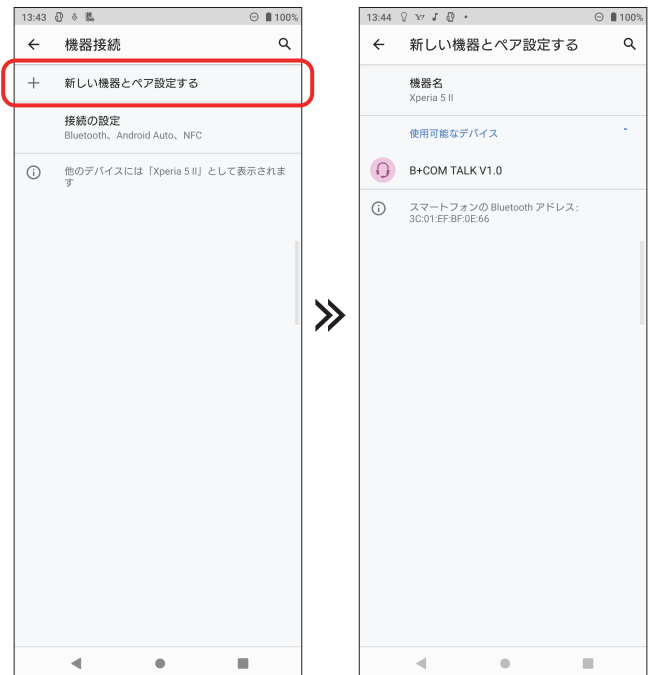 13:43
100%
機器接続
新しい機器とペア設定する
接続の設定
Bluetooth、Android Auto、NFC
他のデバイスには「Xperia 5 II」として表示されま
す
13:44
100%
新しい機器とペア設定する
機器名
Xperia 5 II
使用可能なデバイス
B+COM TALK V1.0
スマートフォンの Bluetooth アドレス:
3C:01:EF:BF:0E:66